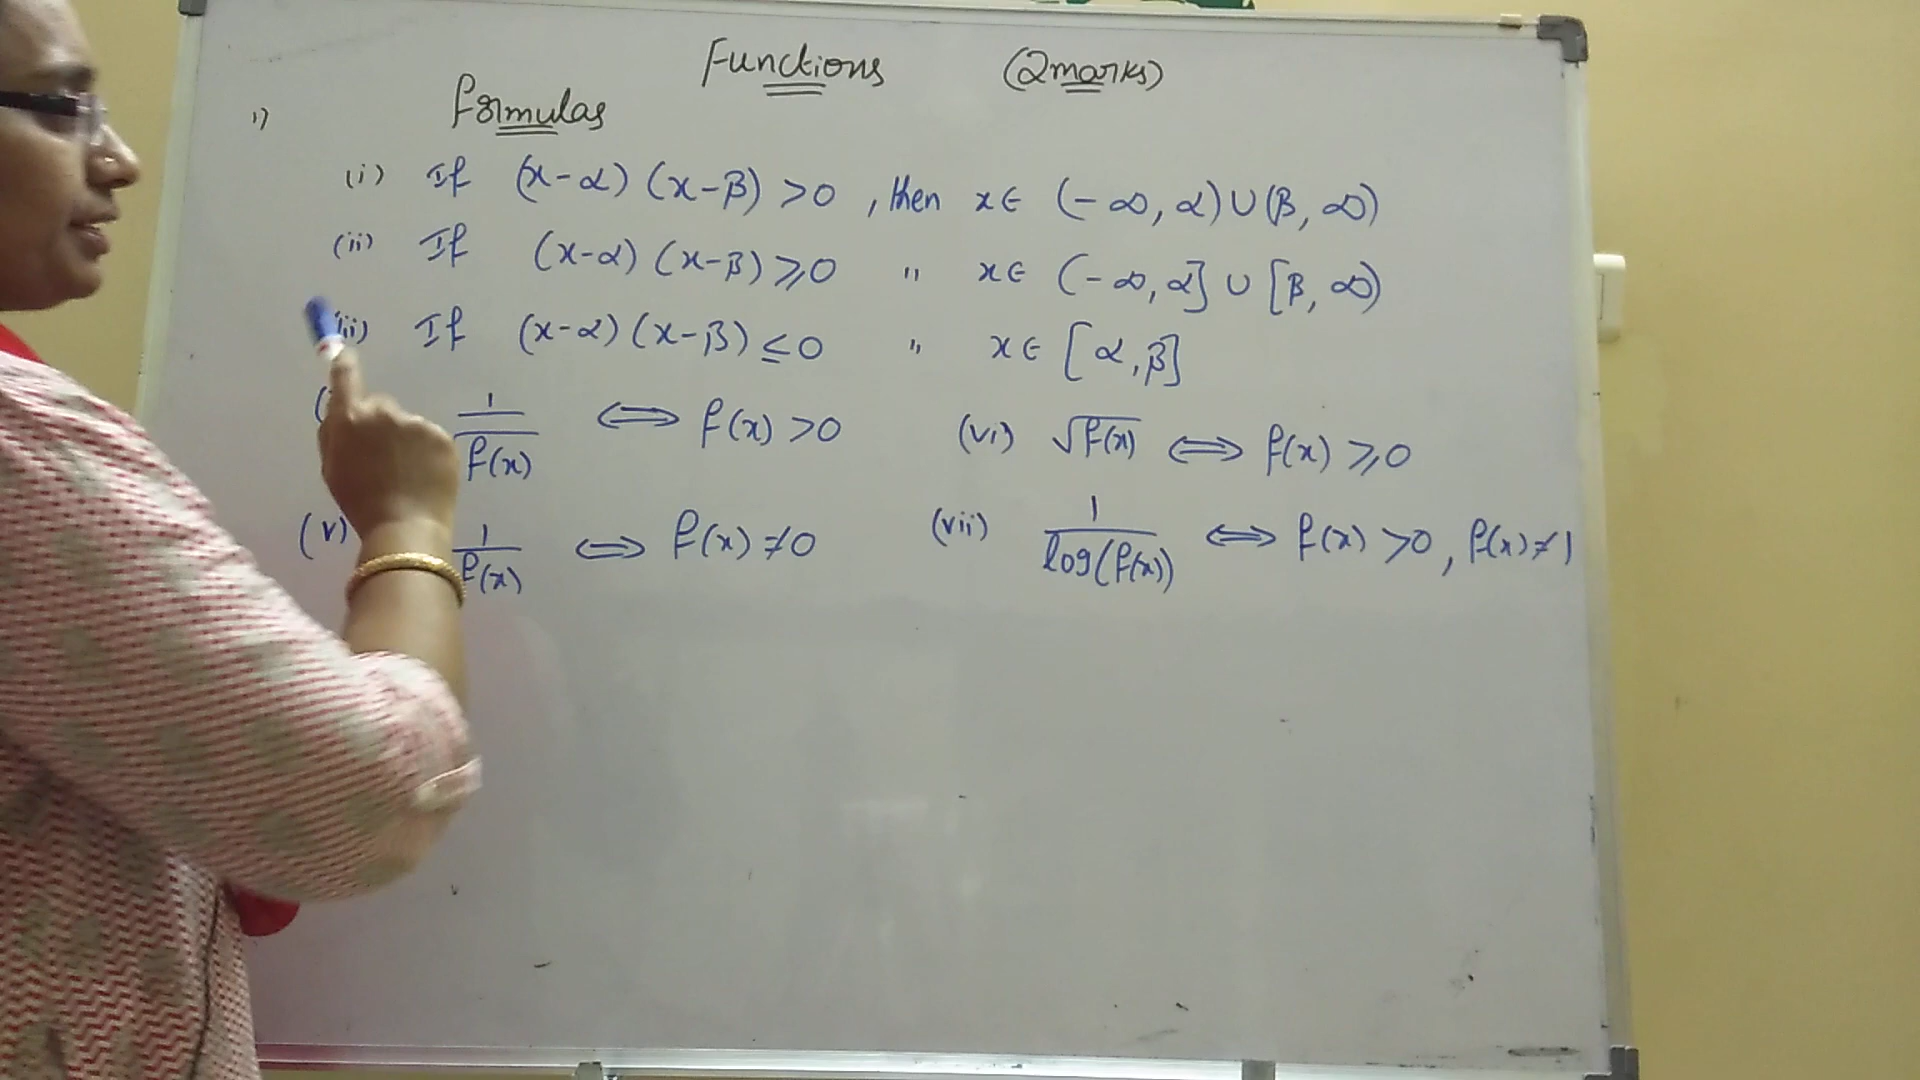 Functions (2marks)
1) Formulas
(i) If (x-α) (x-β) >0 , then x∈ (-∞, α) ∪ (β, ∞)
(ii) If (x-α) (x-β) ≥0 " x∈ (-∞, α] ∪ [β, ∞)
If (x-α) (x-β) ≤0 " x∈ [α, β]
1/√f(x) ⟺ f(x) >0 (vi) √f(x) ⟺ f(x) ≥0
(v) 1/f(x) ⟺ f(x) ≠0 (vii) 1/log(f(x)) ⟺ f(x) >0, f(x)≠1